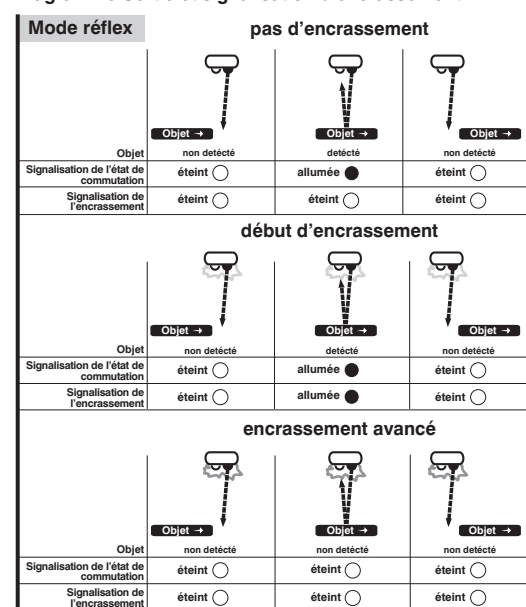 Mode réflex
pas d'encrassement
Objet → Objet → Objet →
Objet non detécté detécté non detécté
Signalisation de l'état de
commutation éteint allumée éteint
Signalisation de
l'encrassement éteint éteint éteint
début d'encrassement
Objet → Objet → Objet →
Objet non detécté detécté non detécté
Signalisation de l'état de
commutation éteint allumée éteint
Signalisation de
l'encrassement éteint allumée éteint
encrassement avancé
Objet → Objet → Objet →
Objet non detécté non detécté non detécté
Signalisation de l'état de
commutation éteint éteint éteint
Signalisation de
l'encrassement éteint éteint éteint